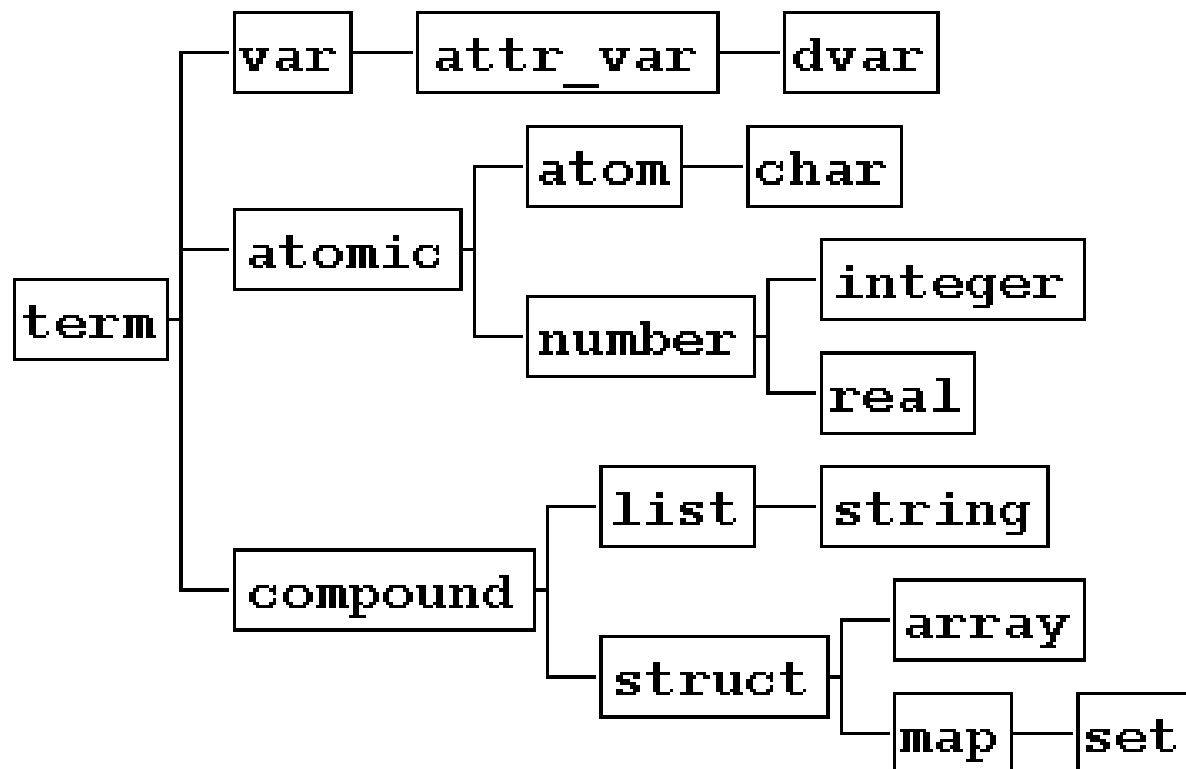 var
attr_var
dvar
atom
char
atomic
integer
term
number
real
list
string
compound
array
struct
map
set